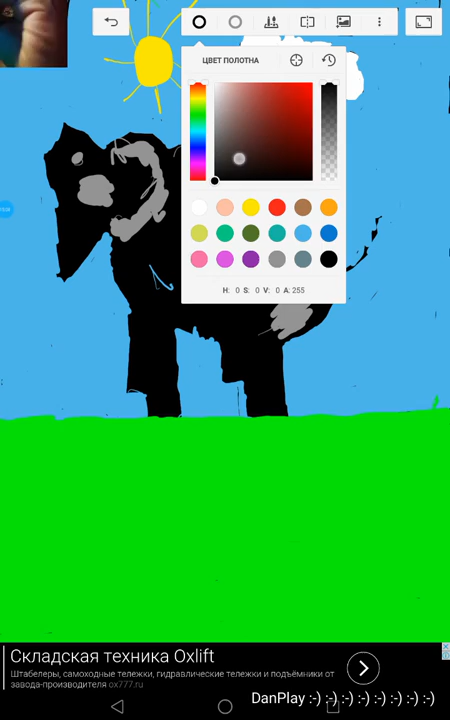 ЦВЕТ ПОЛОТНА
H: 0 S: 0 V: 0 A: 255
Складская техника Oxlift
Штабелеры, самоходные тележки, гидравлические тележки и подъёмники от
завода-производителя ox777.ru
DanPlay :-) :-) :-) :-) :-) :-) :-) :-)